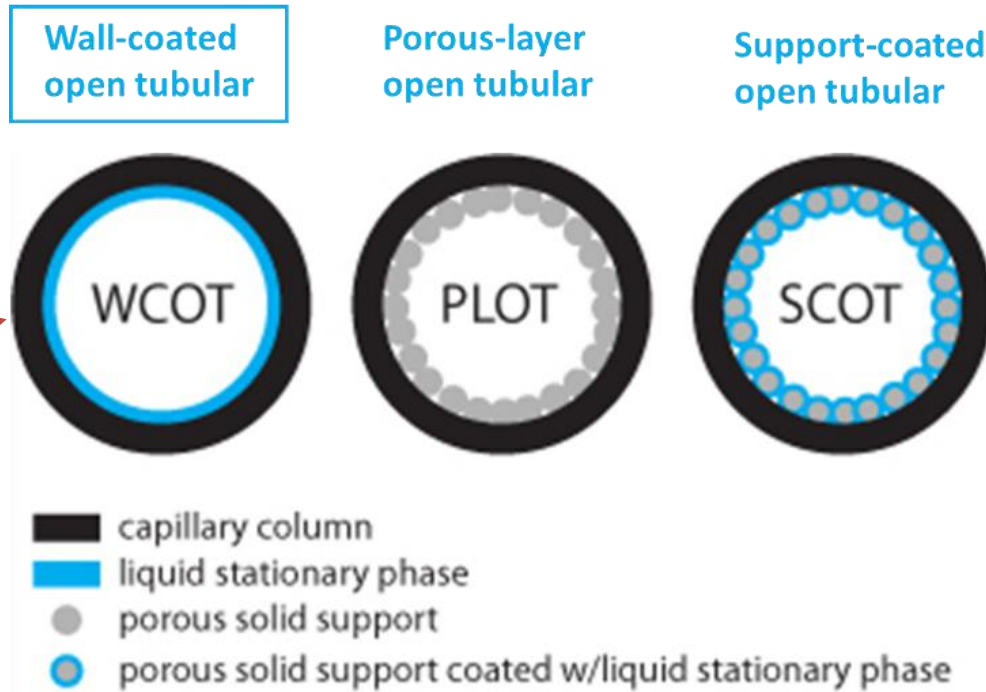 Wall-coated
open tubular
Porous-layer
open tubular
Support-coated
open tubular
WCOT
PLOT
SCOT
capillary column
liquid stationary phase
porous solid support
porous solid support coated w/liquid stationary phase